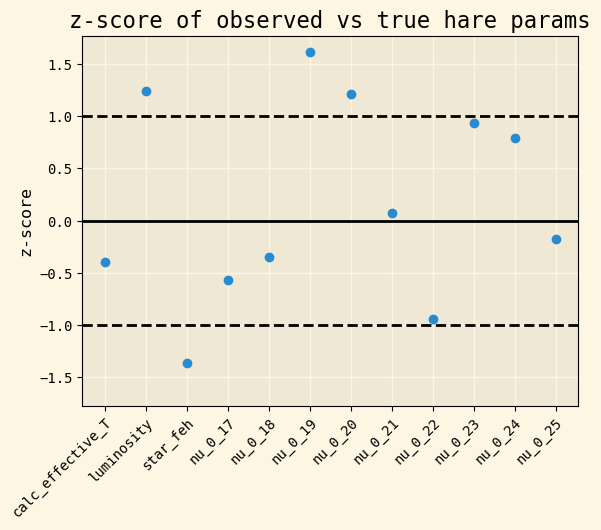 z-score of observed vs true hare params
z-score
1.5
1.0
0.5
0.0
−0.5
−1.0
−1.5
calc_effective_T
luminosity
star_feh
nu_0_17
nu_0_18
nu_0_19
nu_0_20
nu_0_21
nu_0_22
nu_0_23
nu_0_24
nu_0_25